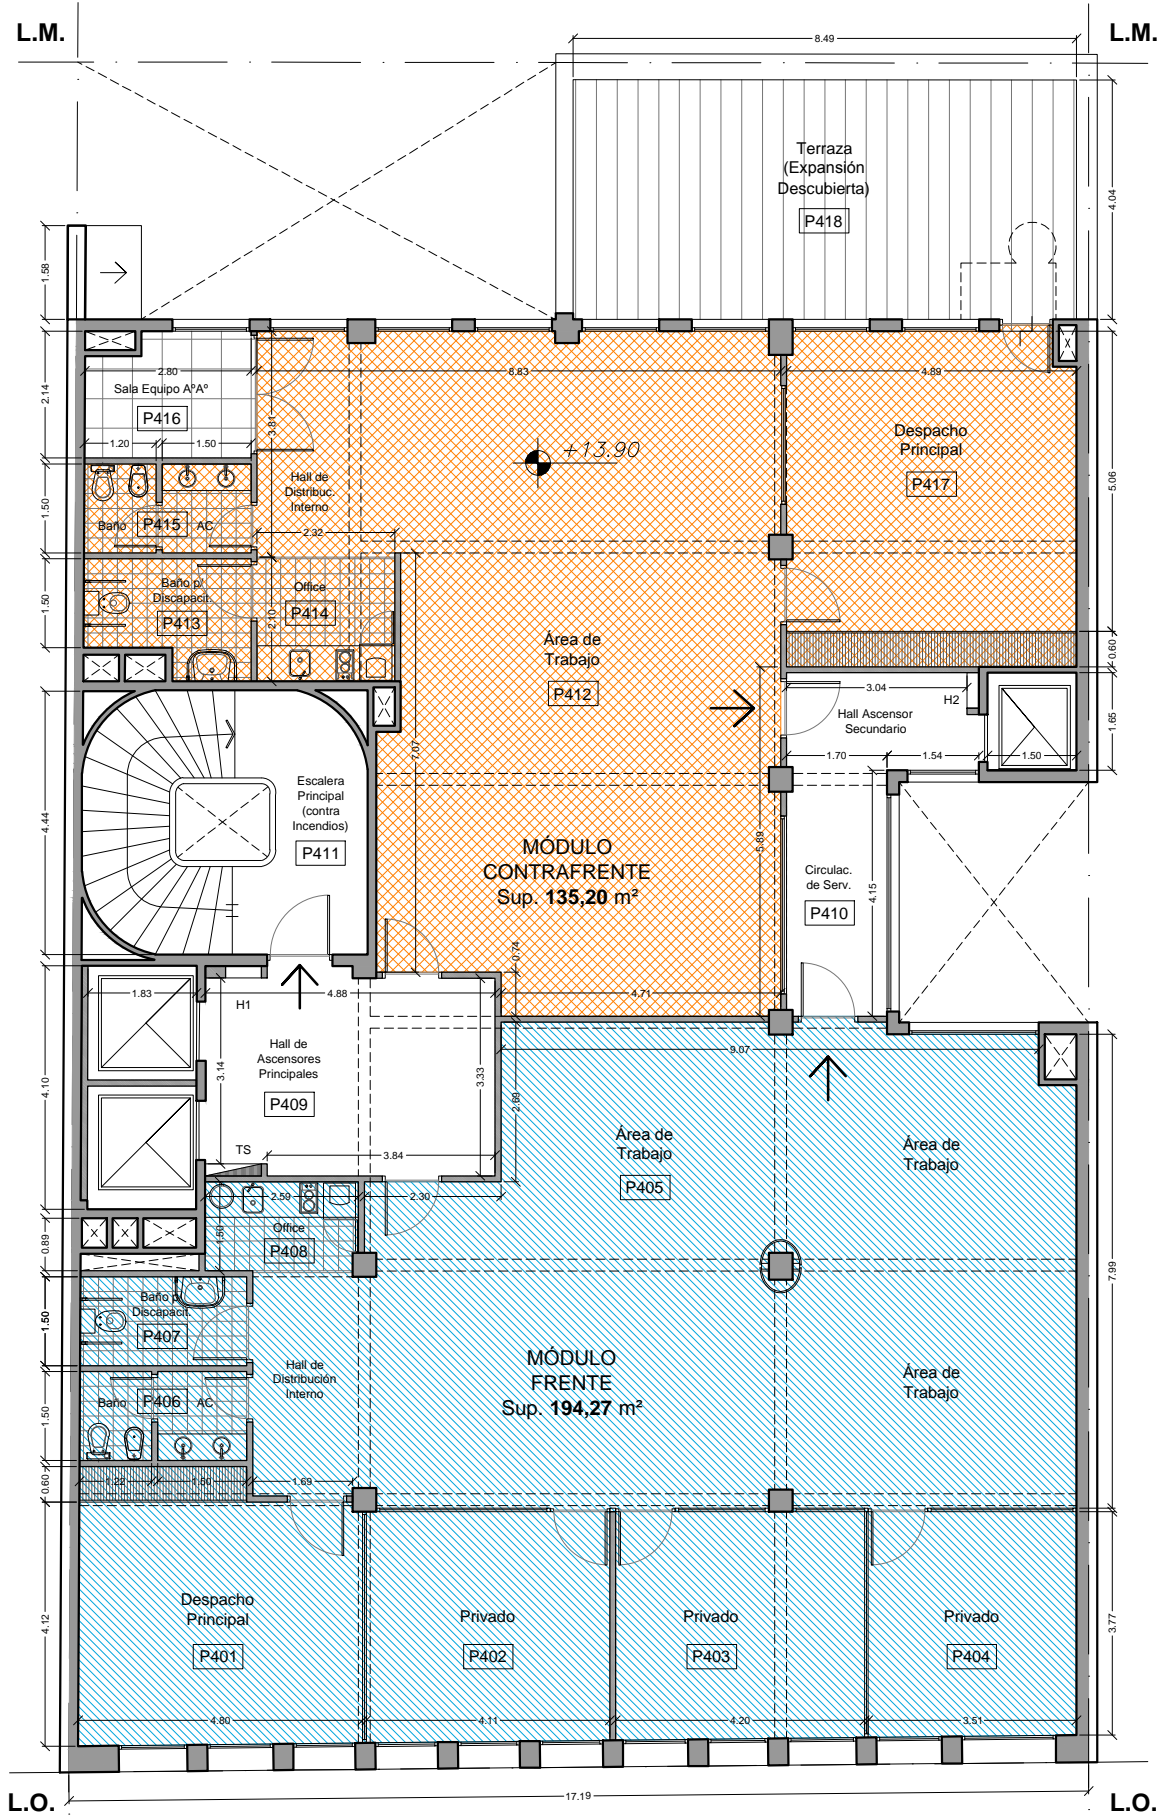 L.M.
L.M.
8.49
Terraza
(Expansión
Descubierta)
P418
4.04
1.58
2.80
8.83
4.89
Sala Equipo AºAº
P416
2.14
1.20
1.50
3.81
+13.90
Despacho
Principal
P417
5.06
Hall de
Distribuc.
Interno
1.50
Baño
P415
AC
2.32
Baño p/
Discapacit.
P413
1.50
Office
P414
2.10
Área de
Trabajo
P412
0.60
3.04
H2
Hall Ascensor
Secundario
1.65
1.70
1.54
1.50
7.07
Escalera
Principal
(contra
Incendios)
P411
4.44
MÓDULO
CONTRAFRENTE
Sup. 135,20 m²
5.89
Circulac.
de Serv.
P410
4.15
0.74
1.83
4.88
4.71
H1
Hall de
Ascensores
Principales
P409
3.14
4.10
3.33
2.69
9.07
TS
3.84
Área de
Trabajo
P405
Área de
Trabajo
2.59
2.30
Office
P408
1.50
0.89
7.99
Baño p/
Discapacit.
P407
1.50
Hall de
Distribución
Interno
MÓDULO
FRENTE
Sup. 194,27 m²
Área de
Trabajo
Baño
P406
AC
1.50
0.60
1.22
1.50
1.69
Despacho
Principal
P401
Privado
P402
Privado
P403
Privado
P404
4.12
3.77
4.80
4.11
4.20
3.51
17.19
L.O.
L.O.